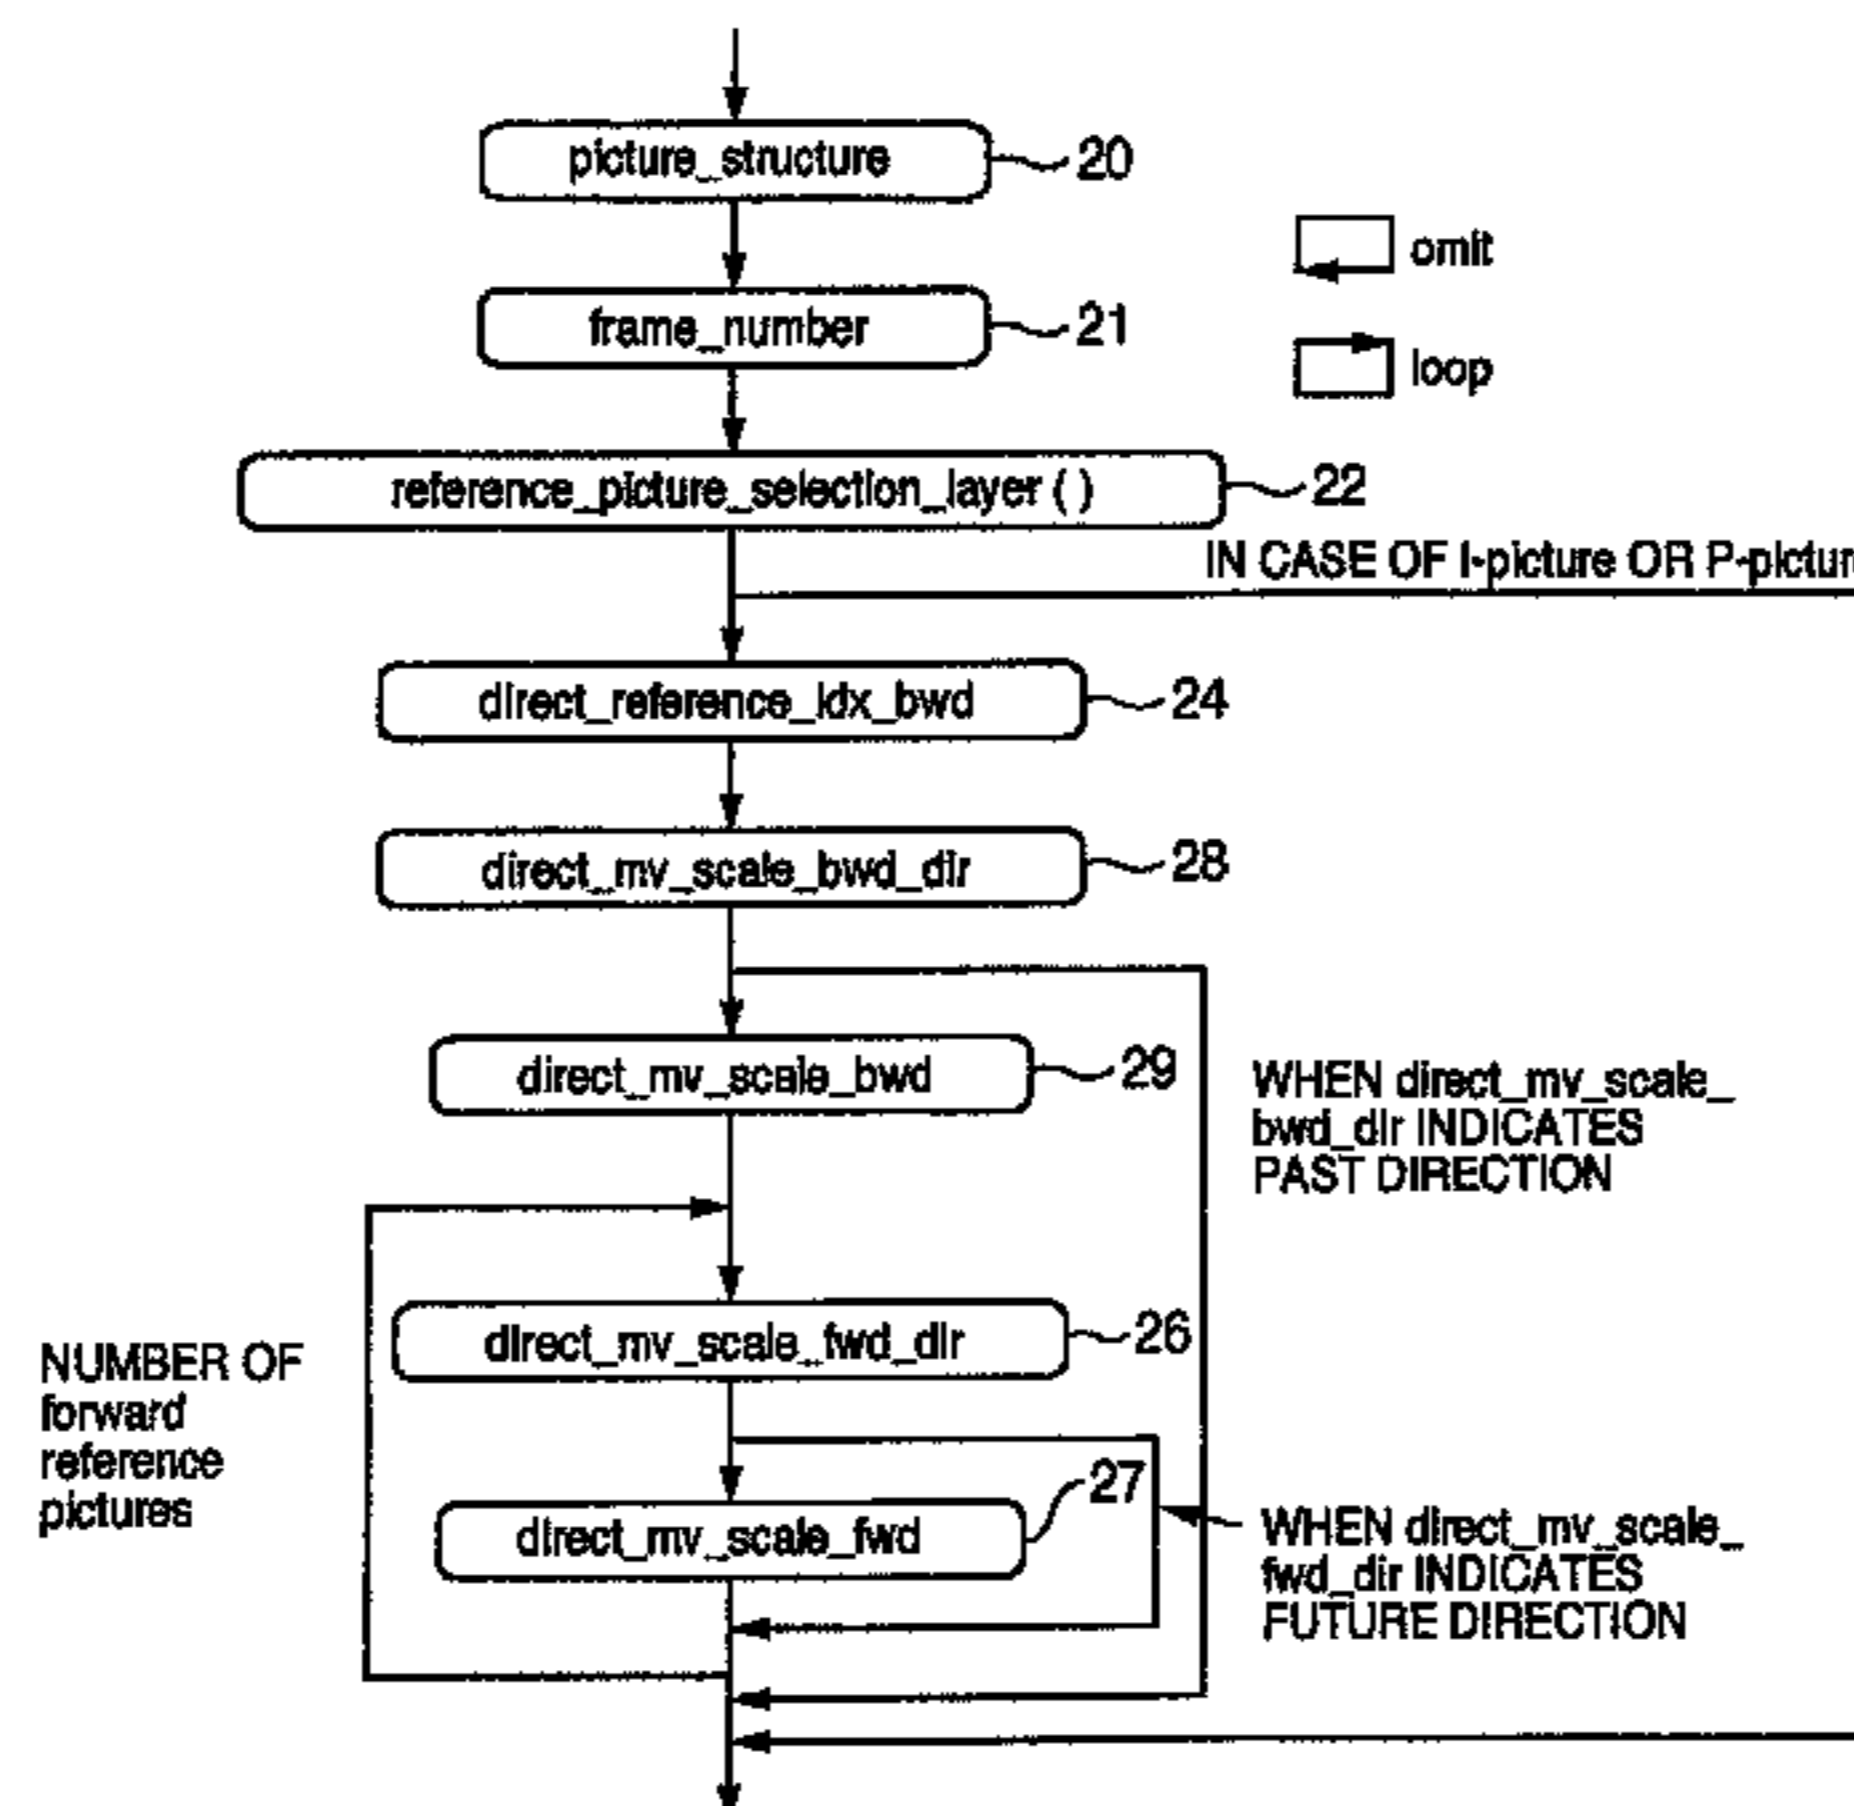 picture_structure
20
omit
frame_number
21
loop
reference_picture_selection_layer ( )
22
IN CASE OF I-picture OR P-pictur
direct_reference_idx_bwd
24
direct_mv_scale_bwd_dir
28
direct_mv_scale_bwd
29
WHEN direct_mv_scale_
bwd_dir INDICATES
PAST DIRECTION
direct_mv_scale_fwd_dir
26
NUMBER OF
forward
reference
pictures
27
direct_mv_scale_fwd
WHEN direct_mv_scale_
fwd_dir INDICATES
FUTURE DIRECTION